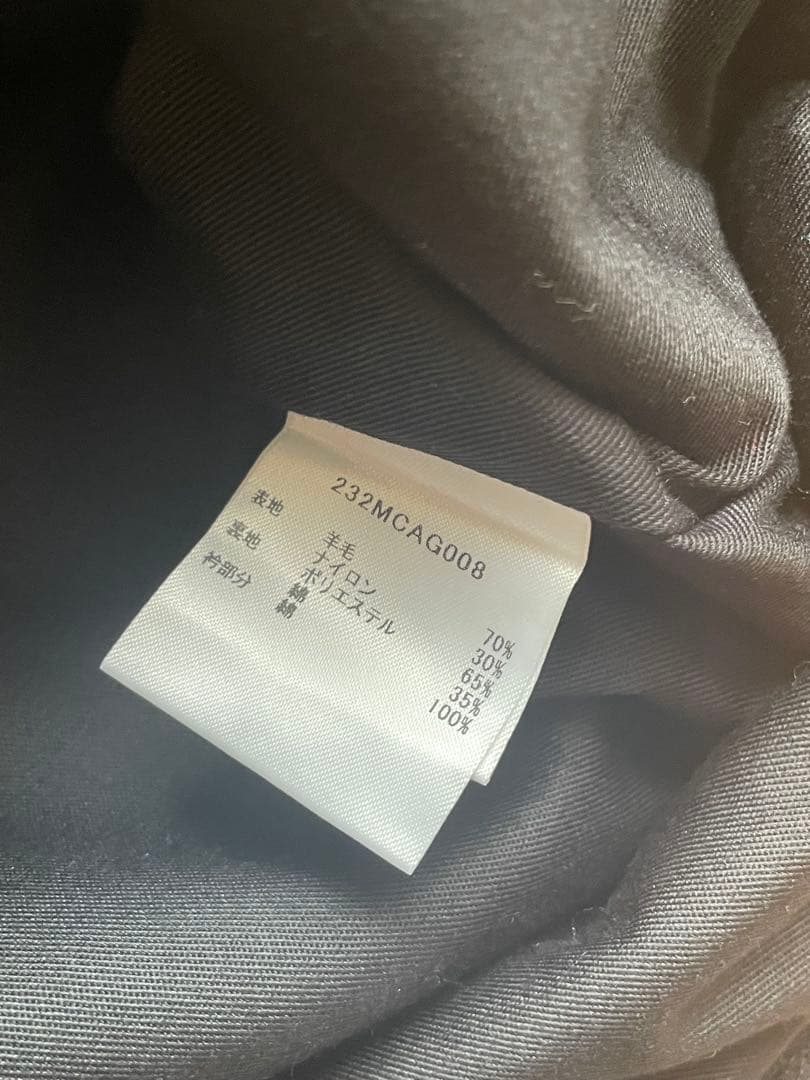 232MCAG008
表地 羊毛 70%
ナイロン 30%
裏地 ポリエステル 65%
綿 35%
衿部分 綿 100%